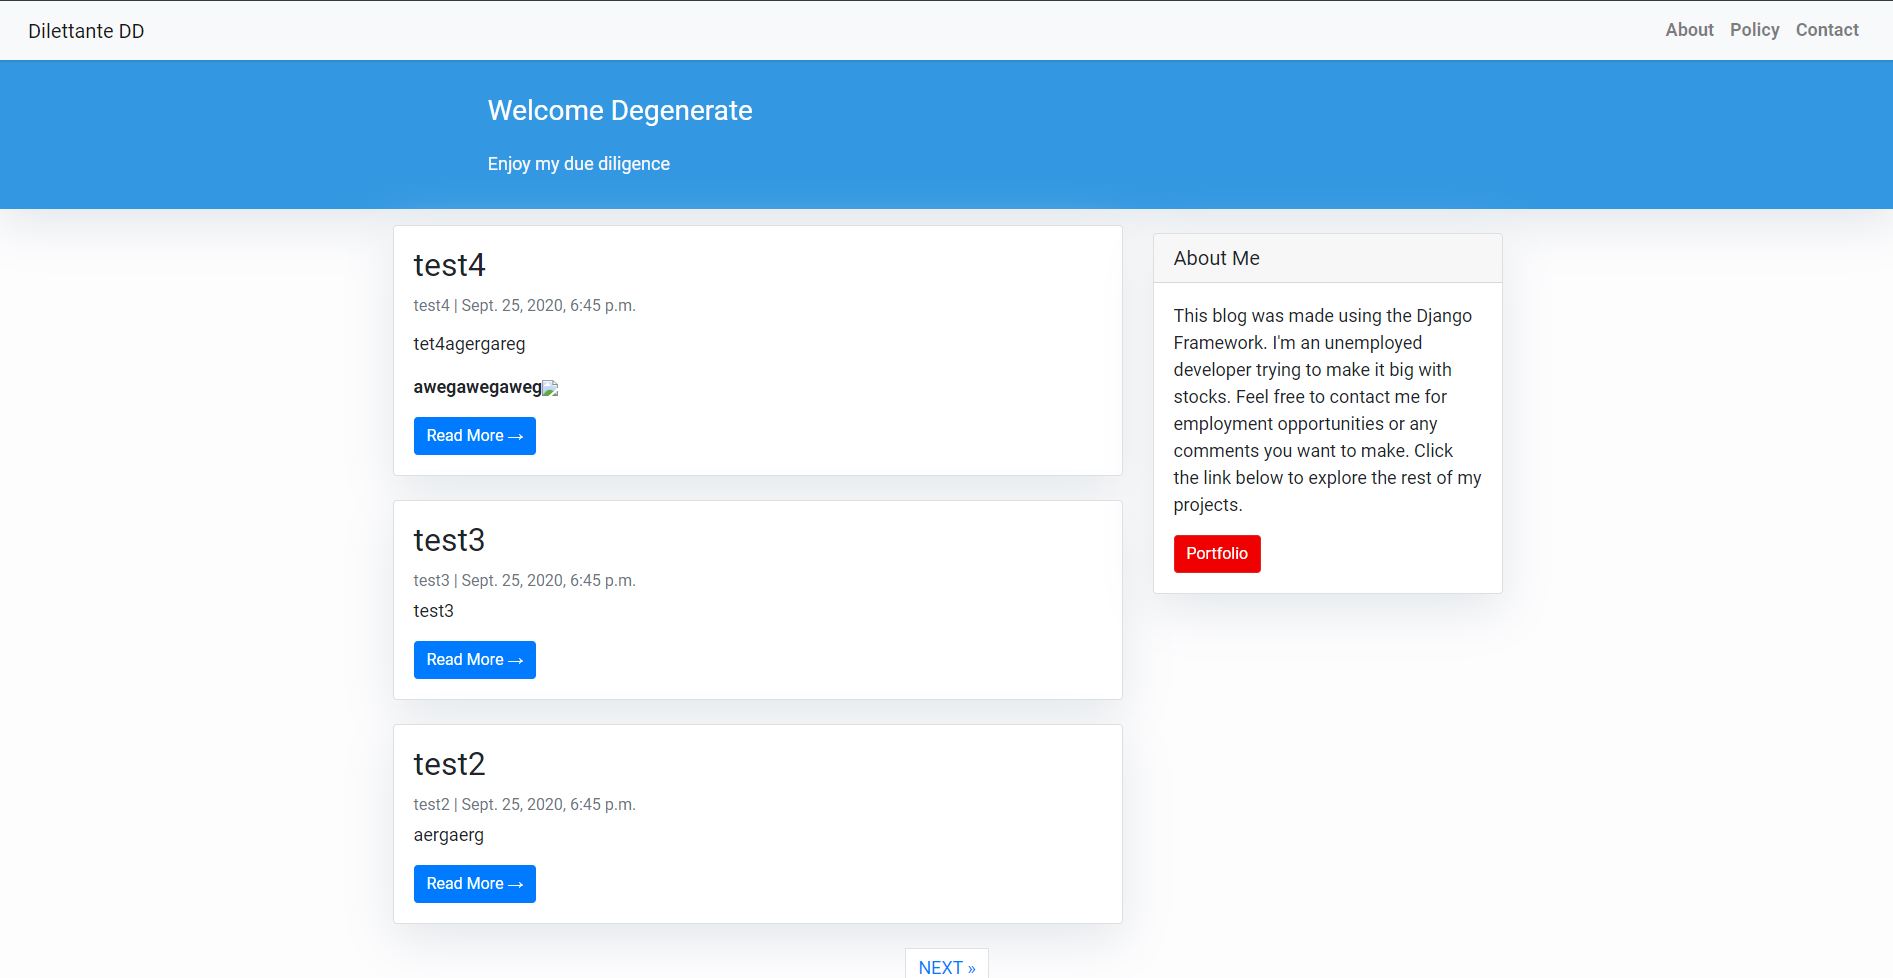 Dilettante DD
About Policy Contact
Welcome Degenerate
Enjoy my due diligence
test4
test4 | Sept. 25, 2020, 6:45 p.m.
tet4agergareg
awegawegaweg
Read More →
test3
test3 | Sept. 25, 2020, 6:45 p.m.
test3
Read More →
test2
test2 | Sept. 25, 2020, 6:45 p.m.
aergaerg
Read More →
NEXT »
About Me
This blog was made using the Django
Framework. I'm an unemployed
developer trying to make it big with
stocks. Feel free to contact me for
employment opportunities or any
comments you want to make. Click
the link below to explore the rest of my
projects.
Portfolio